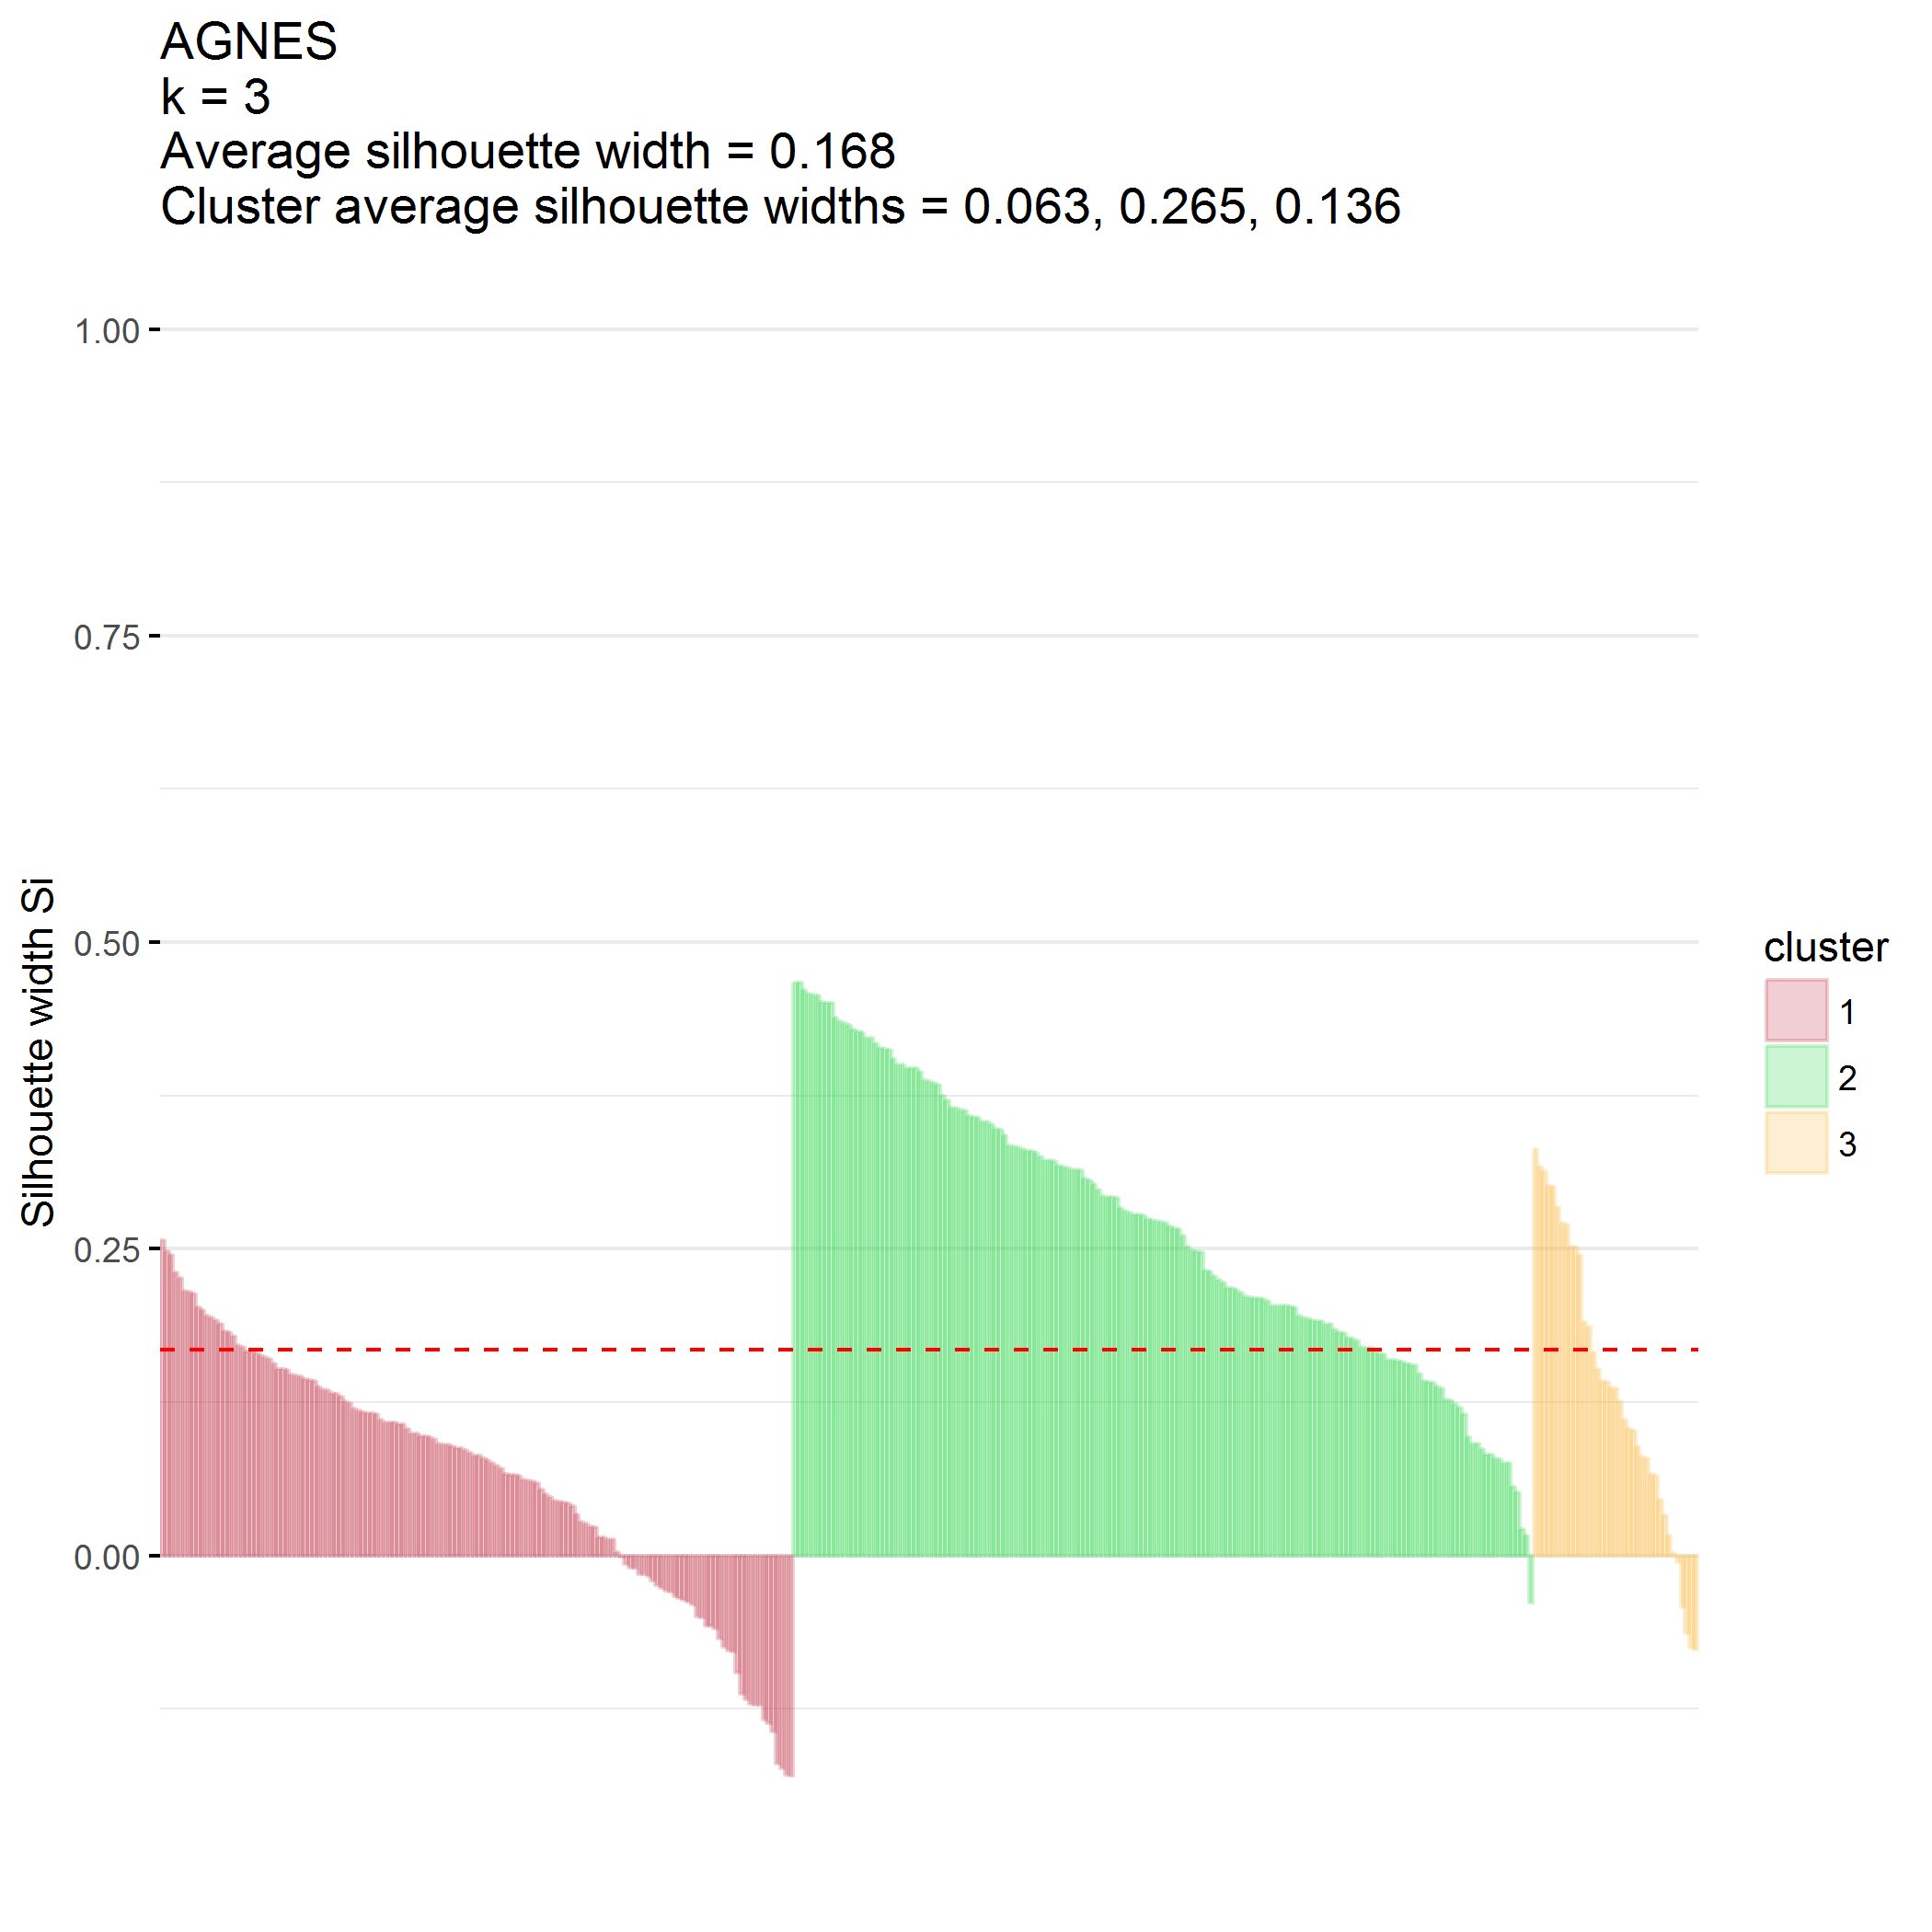 AGNES
k = 3
Average silhouette width = 0.168
Cluster average silhouette widths = 0.063, 0.265, 0.136
1.00
0.75
0.50
0.25
0.00
Silhouette width Si
cluster
1
2
3